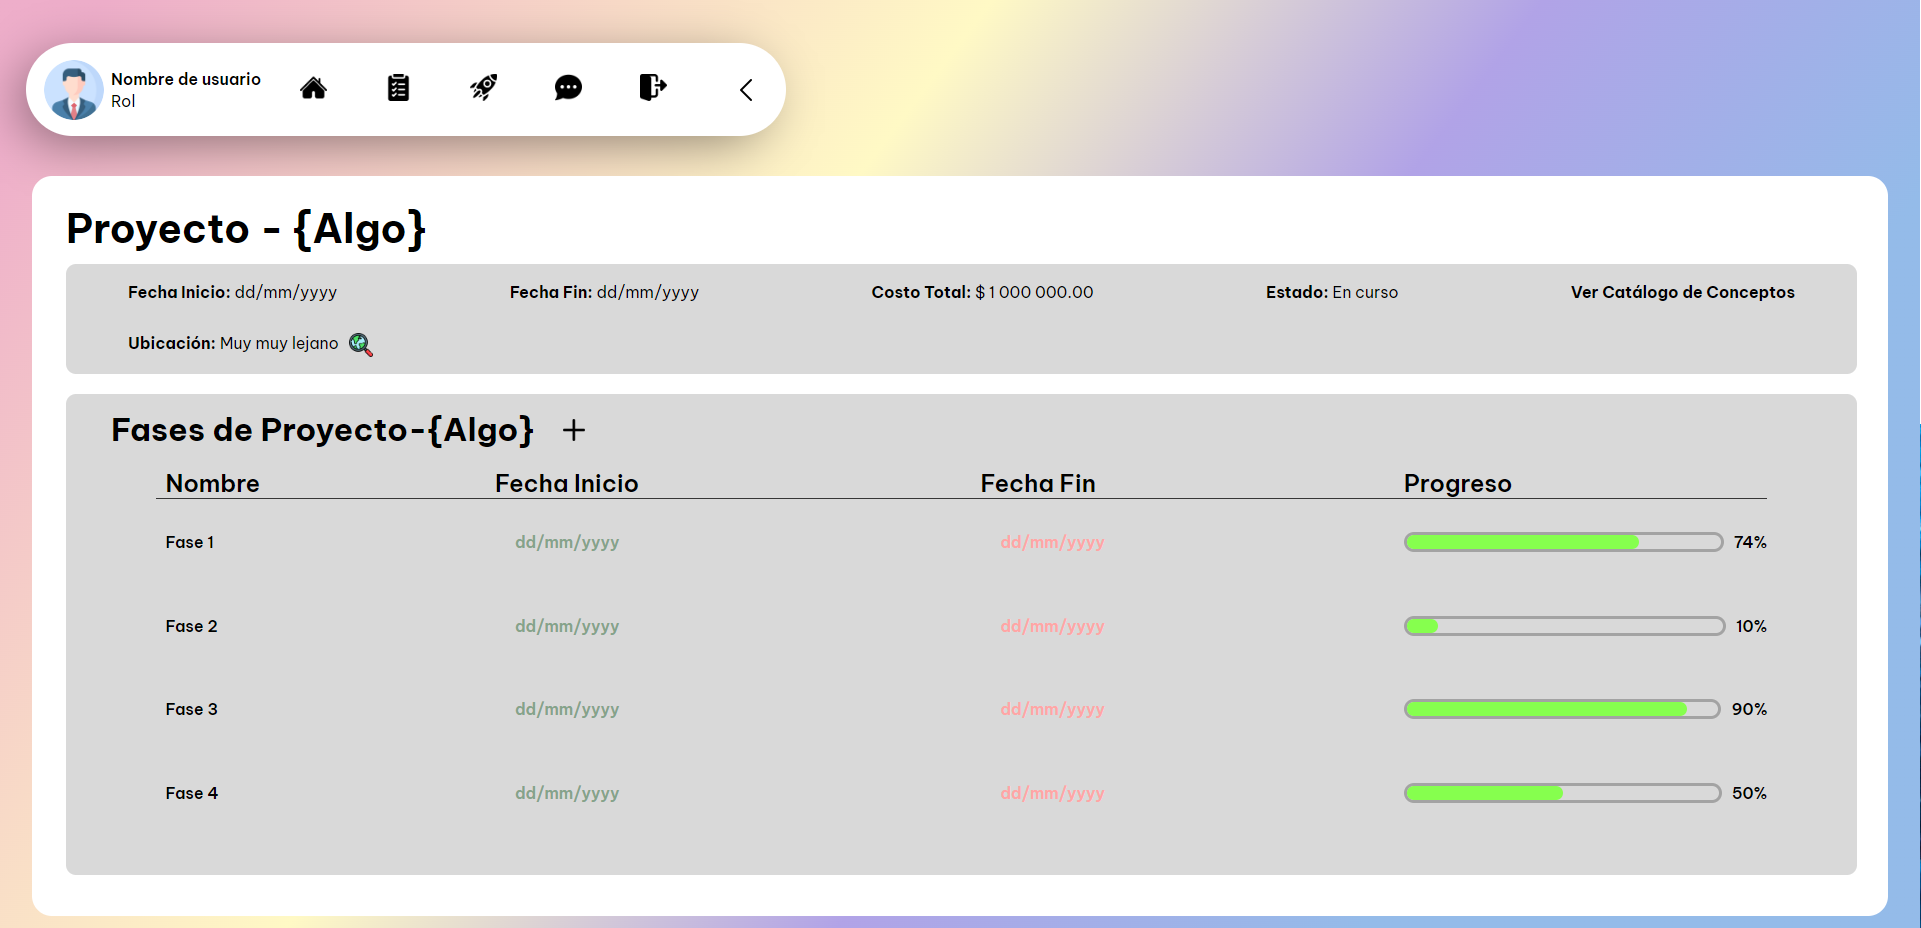 Nombre de usuario
Rol
Proyecto - {Algo}
Fecha Inicio: dd/mm/yyyy Fecha Fin: dd/mm/yyyy Costo Total: $ 1 000 000.00 Estado: En curso Ver Catálogo de Conceptos
Ubicación: Muy muy lejano
Fases de Proyecto-{Algo} +
Nombre Fecha Inicio Fecha Fin Progreso
Fase 1 dd/mm/yyyy dd/mm/yyyy 74%
Fase 2 dd/mm/yyyy dd/mm/yyyy 10%
Fase 3 dd/mm/yyyy dd/mm/yyyy 90%
Fase 4 dd/mm/yyyy dd/mm/yyyy 50%